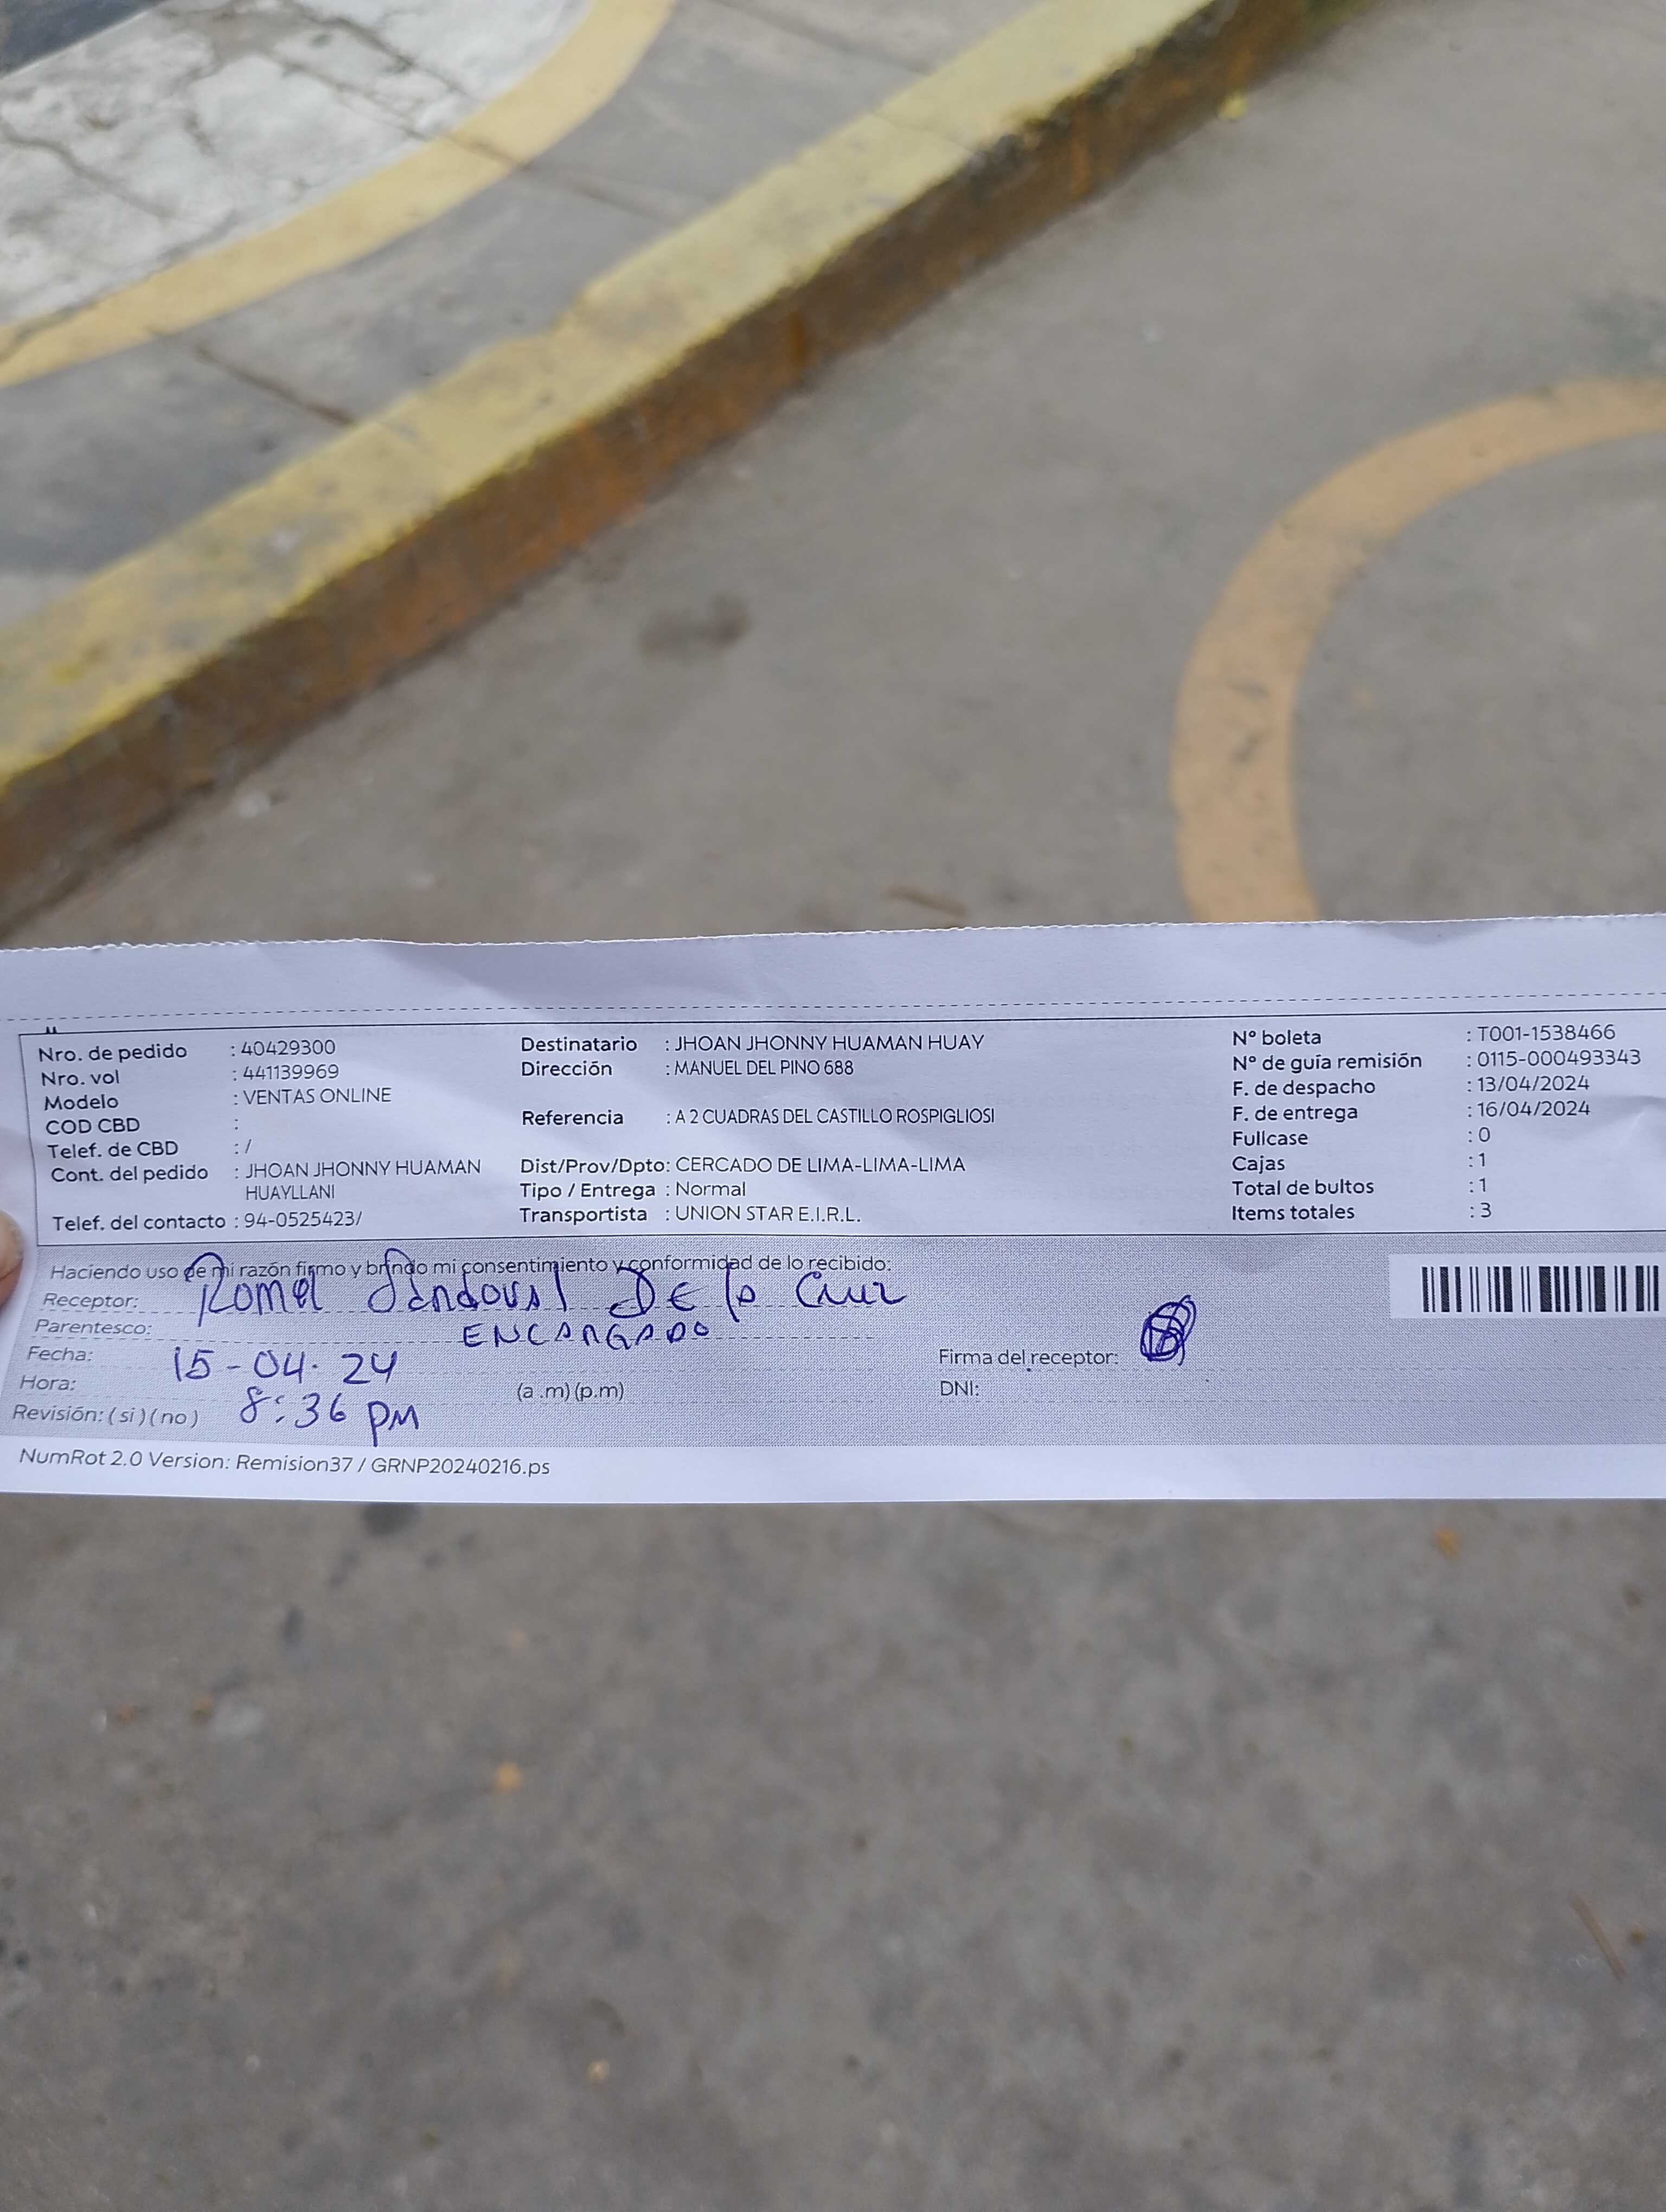 Nro. de pedido : 40429300
Nro. vol : 441139969
Modelo : VENTAS ONLINE
COD CBD :
Telef. de CBD : /
Cont. del pedido : JHOAN JHONNY HUAMAN
HUAYLLANI
Telef. del contacto : 94-0525423/
Destinatario : JHOAN JHONNY HUAMAN HUAY
Dirección : MANUEL DEL PINO 688
Referencia : A 2 CUADRAS DEL CASTILLO ROSPIGLIOSI
Dist/Prov/Dpto: CERCADO DE LIMA-LIMA-LIMA
Tipo / Entrega : Normal
Transportista : UNION STAR E.I.R.L.
Nº boleta : T001-1538466
Nº de guía remisión : 0115-000493343
F. de despacho : 13/04/2024
F. de entrega : 16/04/2024
Fullcase : 0
Cajas : 1
Total de bultos : 1
Items totales : 3
Haciendo uso de mi razón firmo y brindo mi consentimiento y conformidad de lo recibido:
Receptor: Romel Sandoval De la Cruz
Parentesco: ENCARGADO
Fecha: 15-04-24
Hora: 8:36 pm (a .m) (p.m)
Revisión: ( si ) ( no )
Firma del receptor:
DNI:
NumRot 2.0 Version: Remision37 / GRNP20240216.ps